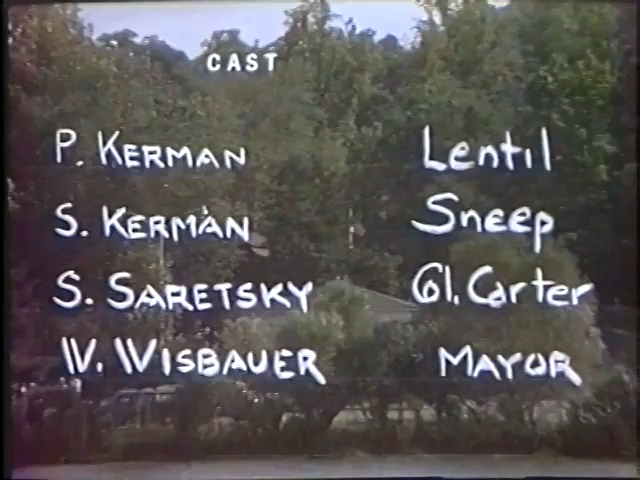 CAST
P. KERMAN Lentil
S. KERMAN Sneep
S. SARETSKY Col. Carter
W. WISBAUER MAYOR